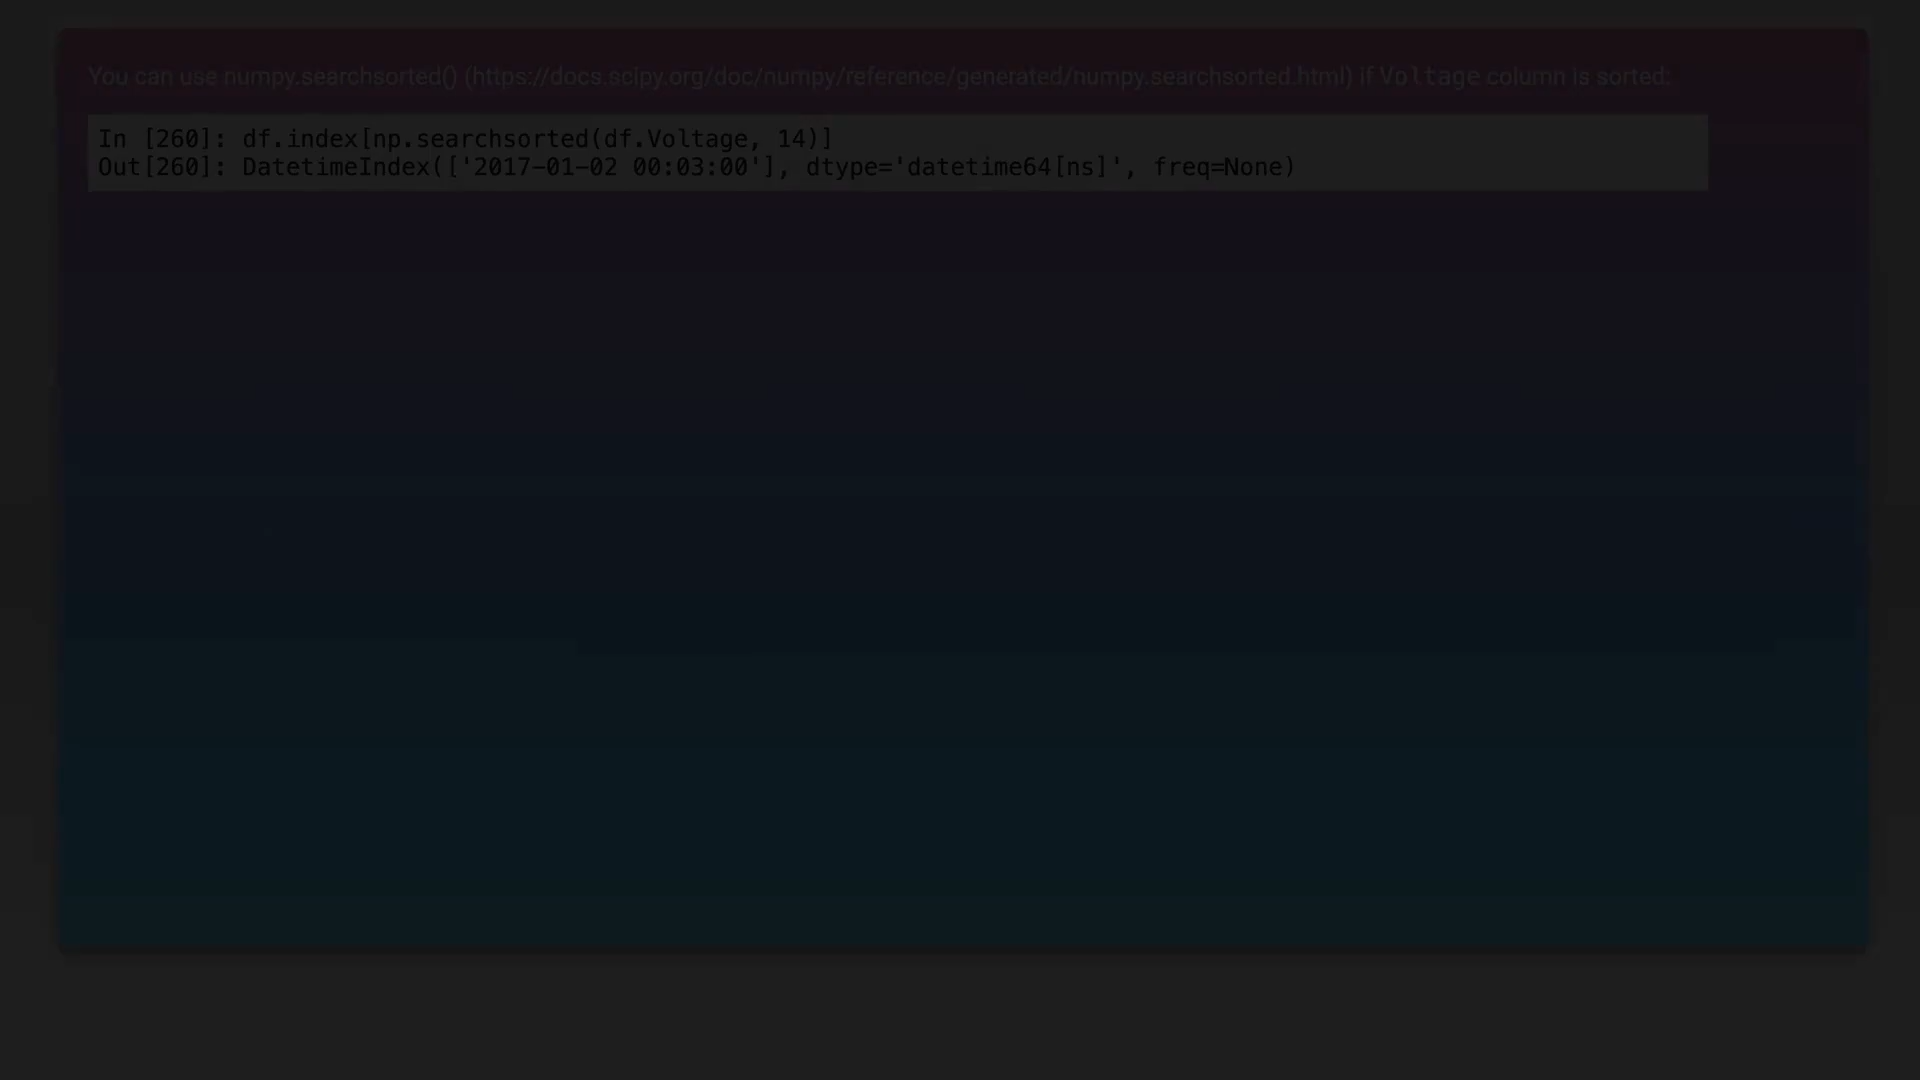 You can use numpy.searchsorted() (https://docs.scipy.org/doc/numpy/reference/generated/numpy.searchsorted.html) if Voltage column is sorted:
In [260]: df.index[np.searchsorted(df.Voltage, 14)]
Out[260]: DatetimeIndex(['2017-01-02 00:03:00'], dtype='datetime64[ns]', freq=None)